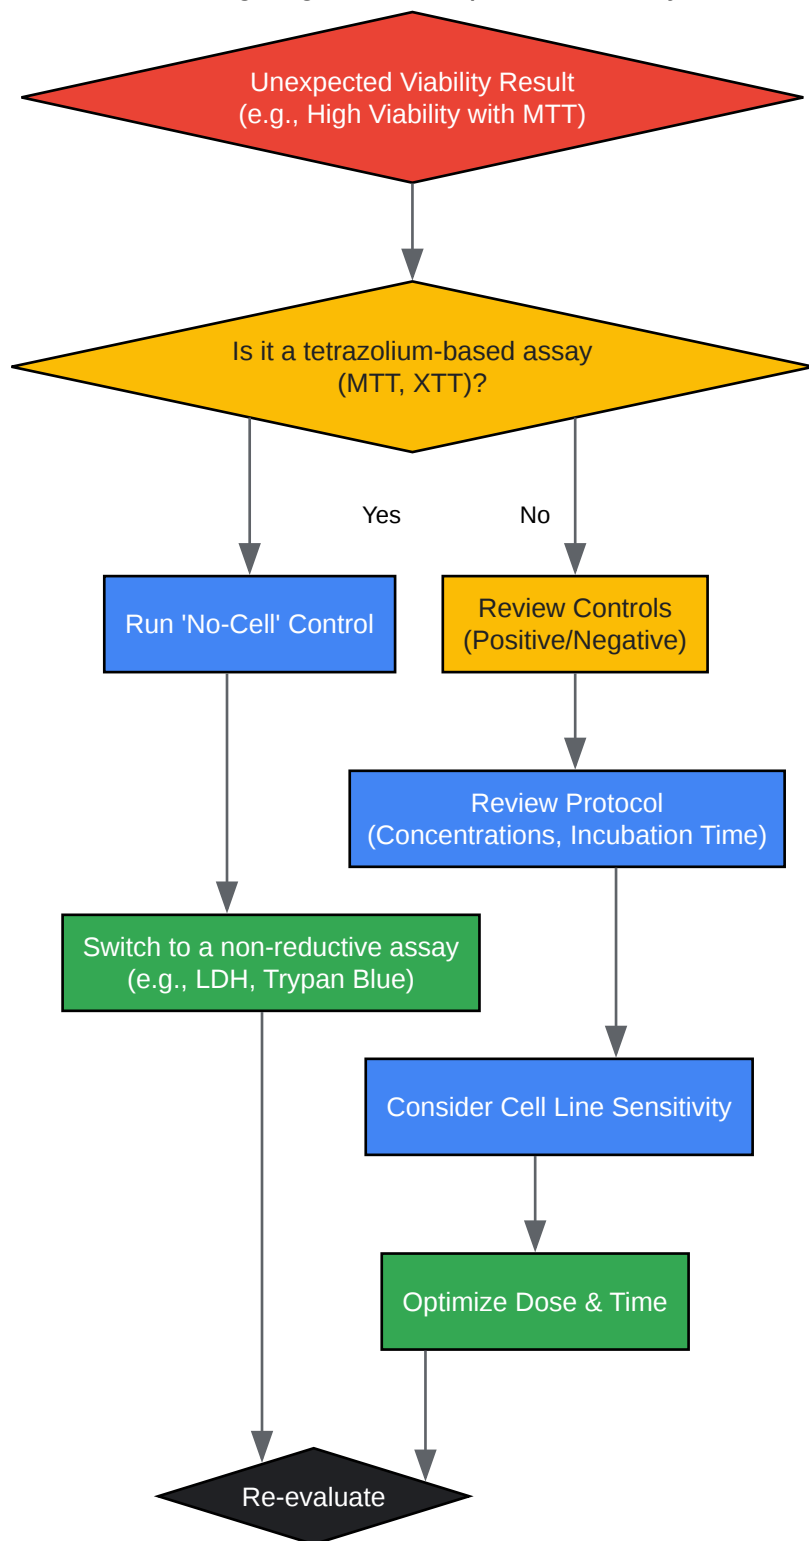 Unexpected Viability Result
(e.g., High Viability with MTT)
Is it a tetrazolium-based assay
(MTT, XTT)?
Yes
No
Run 'No-Cell' Control
Review Controls
(Positive/Negative)
Review Protocol
(Concentrations, Incubation Time)
Switch to a non-reductive assay
(e.g., LDH, Trypan Blue)
Consider Cell Line Sensitivity
Optimize Dose & Time
Re-evaluate